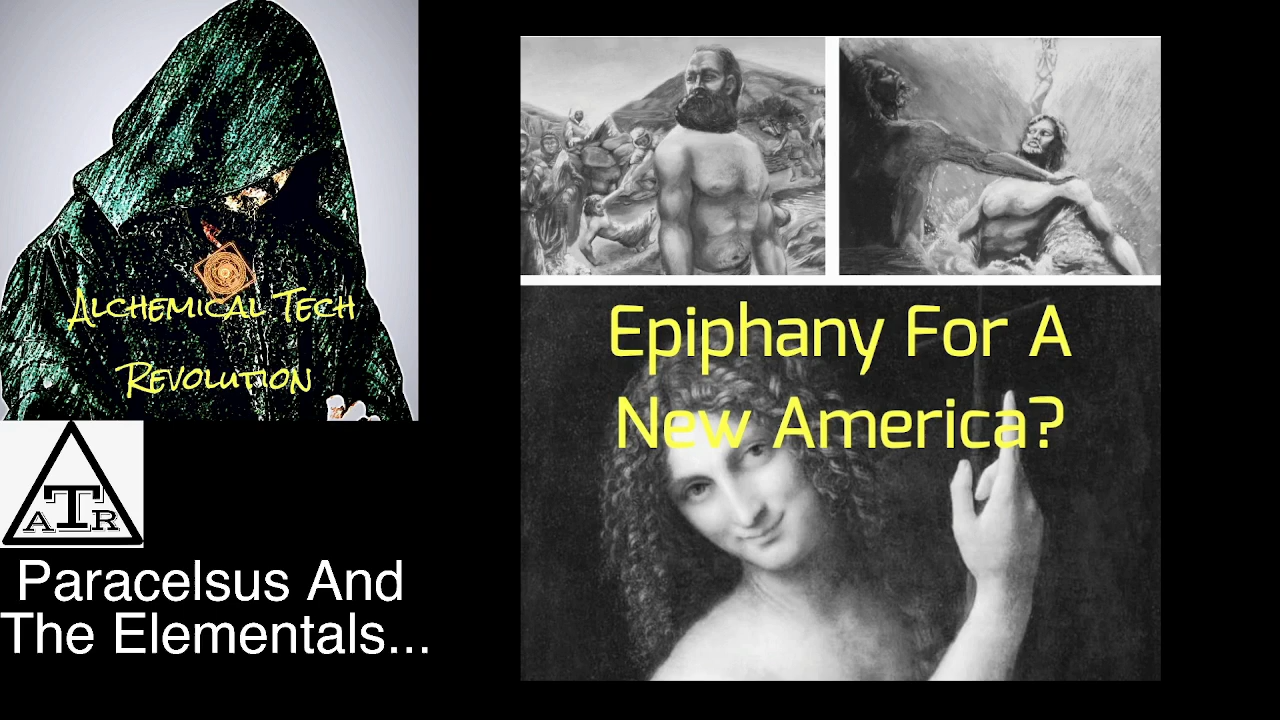 Alchemical Tech
Revolution
ATR
Paracelsus And
The Elementals...
Epiphany For A
New America?